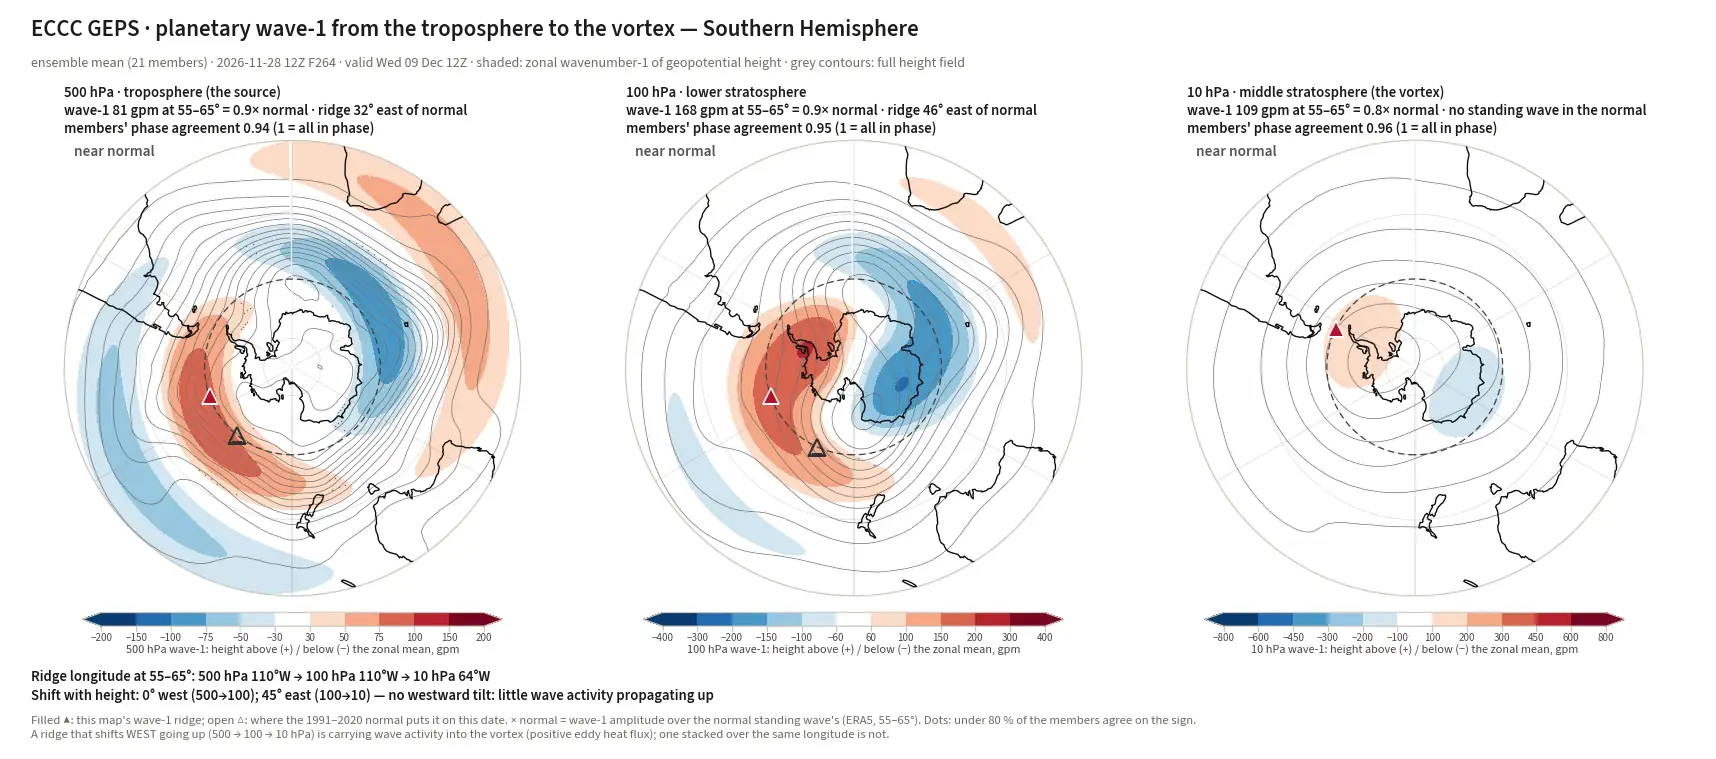 ECCC GEPS · planetary wave-1 from the troposphere to the vortex — Southern Hemisphere
ensemble mean (21 members) · 2026-11-28 12Z F264 · valid Wed 09 Dec 12Z · shaded: zonal wavenumber-1 of geopotential height · grey contours: full height field
500 hPa · troposphere (the source)
wave-1 81 gpm at 55–65° = 0.9× normal · ridge 32° east of normal
members' phase agreement 0.94 (1 = all in phase)
near normal
100 hPa · lower stratosphere
wave-1 168 gpm at 55–65° = 0.9× normal · ridge 46° east of normal
members' phase agreement 0.95 (1 = all in phase)
near normal
10 hPa · middle stratosphere (the vortex)
wave-1 109 gpm at 55–65° = 0.8× normal · no standing wave in the normal
members' phase agreement 0.96 (1 = all in phase)
near normal
−200 −150 −100 −75 −50 −30 30 50 75 100 150 200
500 hPa wave-1: height above (+) / below (−) the zonal mean, gpm
−400 −300 −200 −150 −100 −60 60 100 150 200 300 400
100 hPa wave-1: height above (+) / below (−) the zonal mean, gpm
−800 −600 −450 −300 −200 −100 100 200 300 450 600 800
10 hPa wave-1: height above (+) / below (−) the zonal mean, gpm
Ridge longitude at 55–65°: 500 hPa 110°W → 100 hPa 110°W → 10 hPa 64°W
Shift with height: 0° west (500→100); 45° east (100→10) — no westward tilt: little wave activity propagating up
Filled ▲: this map's wave-1 ridge; open △: where the 1991–2020 normal puts it on this date. × normal = wave-1 amplitude over the normal standing wave's (ERA5, 55–65°). Dots: under 80 % of the members agree on the sign.
A ridge that shifts WEST going up (500 → 100 → 10 hPa) is carrying wave activity into the vortex (positive eddy heat flux); one stacked over the same longitude is not.